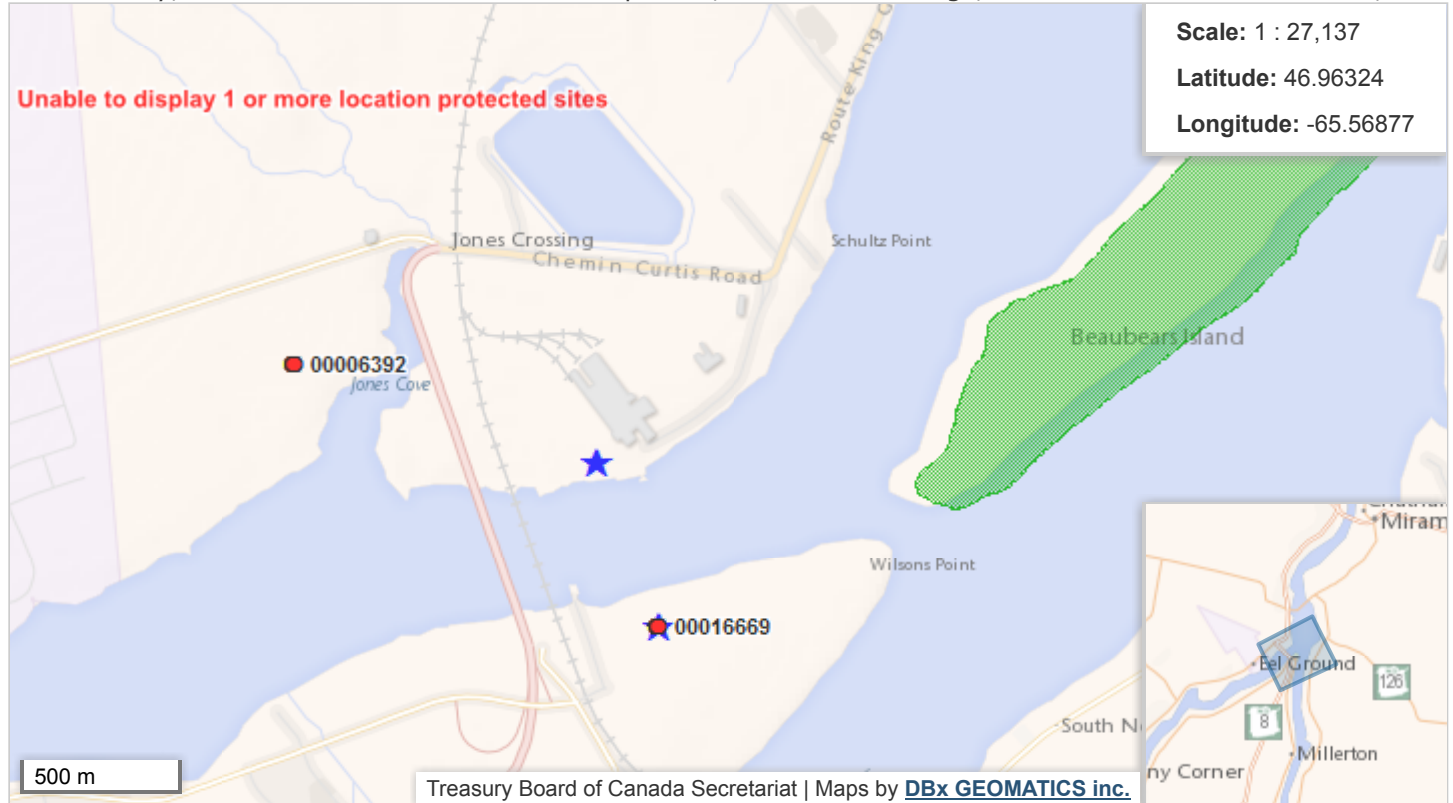 Scale: 1 : 27,137
Latitude: 46.96324
Longitude: -65.56877
Unable to display 1 or more location protected sites
Route King G
Jones Crossing
Chemin Curtis Road
Schultz Point
Beaubears Island
00006392
Jones Cove
Wilsons Point
00016669
South N
Miram
Eel Ground
126
8
Millerton
ny Corner
500 m
Treasury Board of Canada Secretariat | Maps by DBx GEOMATICS inc.